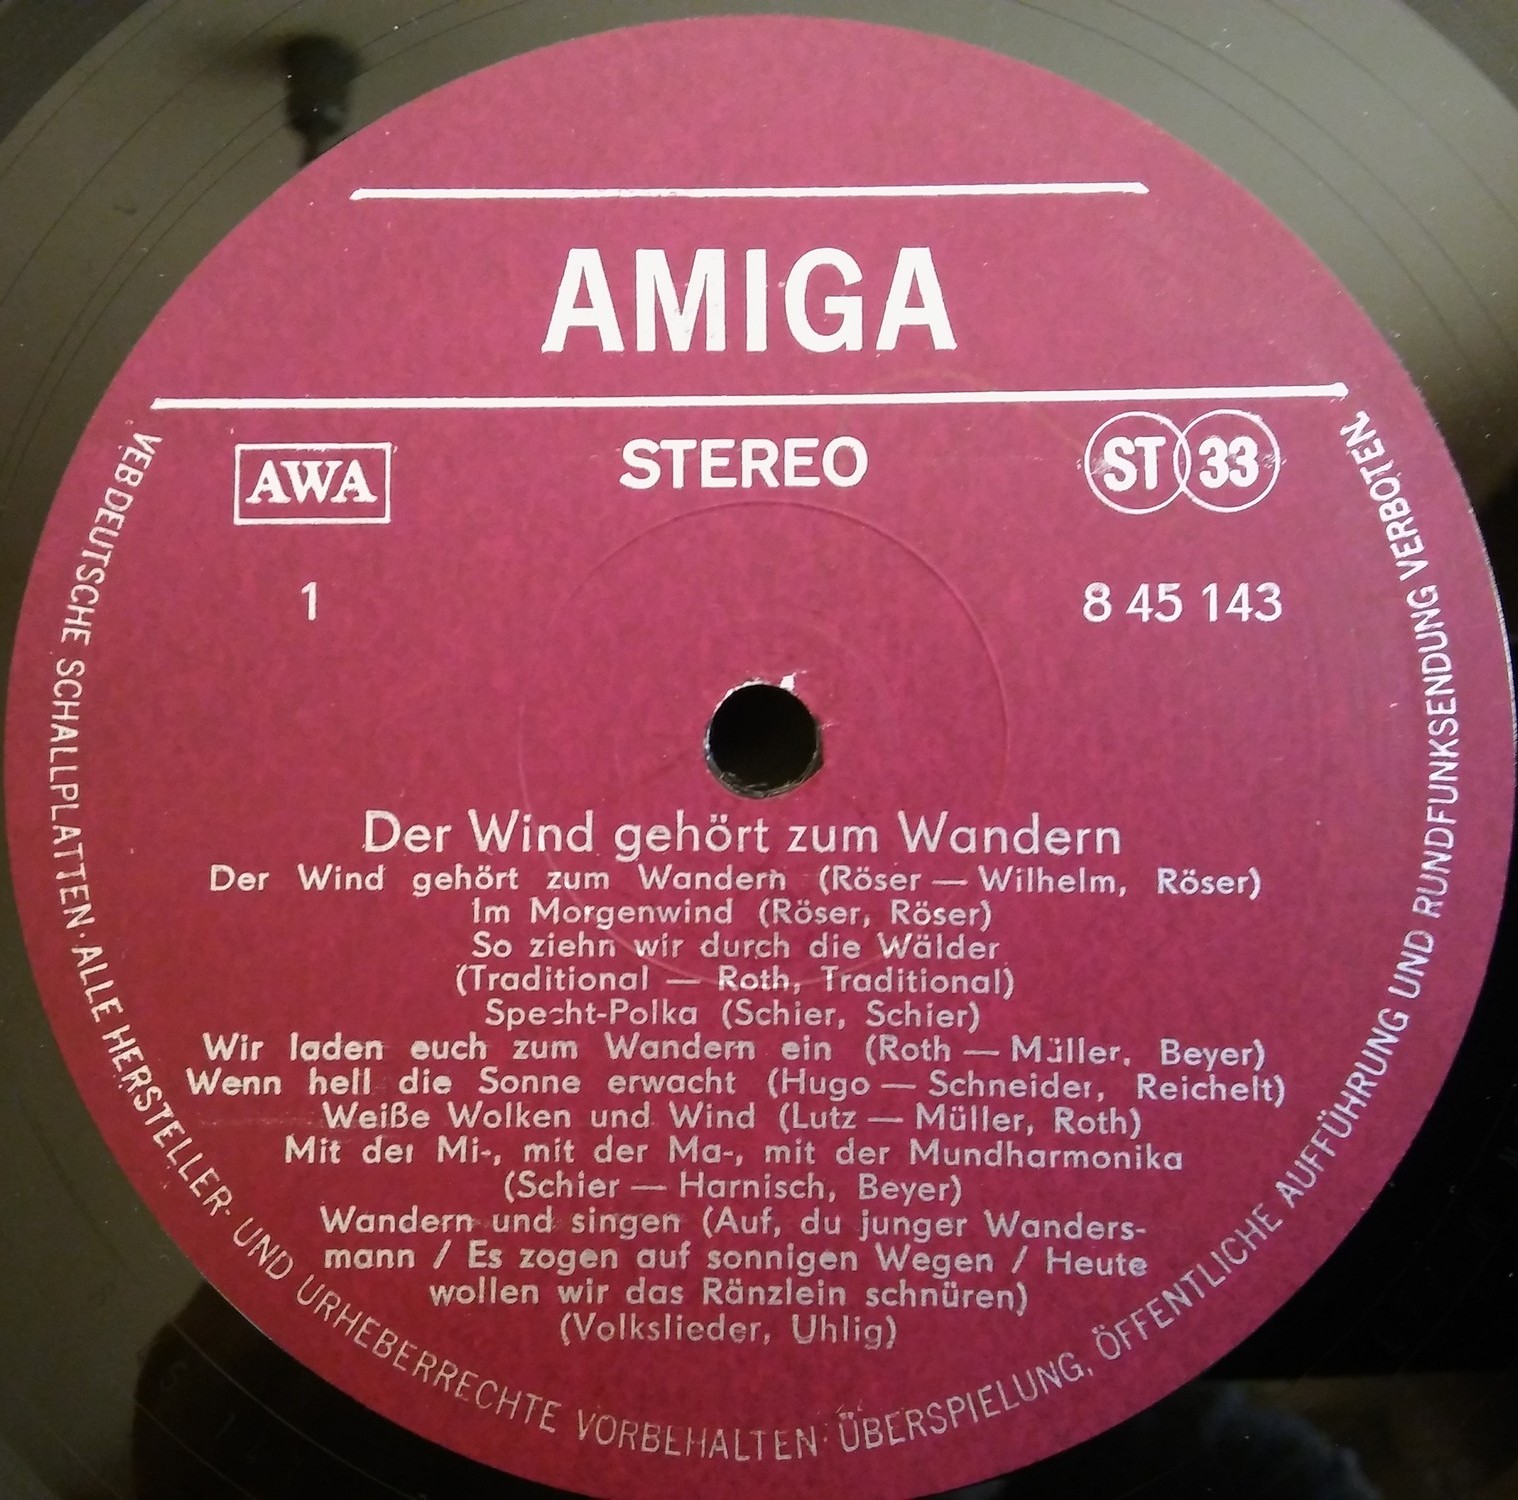 AMIGA
AWA
STEREO
ST 33
1
8 45 143
Der Wind gehört zum Wandern
Der Wind gehört zum Wandern (Röser — Wilhelm, Röser)
Im Morgenwind (Röser, Röser)
So ziehn wir durch die Wälder
(Traditional — Roth, Traditional)
Specht-Polka (Schier, Schier)
Wir laden euch zum Wandern ein (Roth — Müller, Beyer)
Wenn hell die Sonne erwacht (Hugo — Schneider, Reichelt)
Weiße Wolken und Wind (Lutz — Müller, Roth)
Mit der Mi-, mit der Ma-, mit der Mundharmonika
(Schier — Harnisch, Beyer)
Wandern und singen (Auf, du junger Wanders-
mann / Es zogen auf sonnigen Wegen / Heute
wollen wir das Ränzlein schnüren)
(Volkslieder, Uhlig)
VEB DEUTSCHE SCHALLPLATTEN · ALLE HERSTELLER- UND URHEBERRECHTE VORBEHALTEN · ÜBERSPIELUNG, ÖFFENTLICHE AUFFÜHRUNG UND RUNDFUNKSENDUNG VERBOTEN.